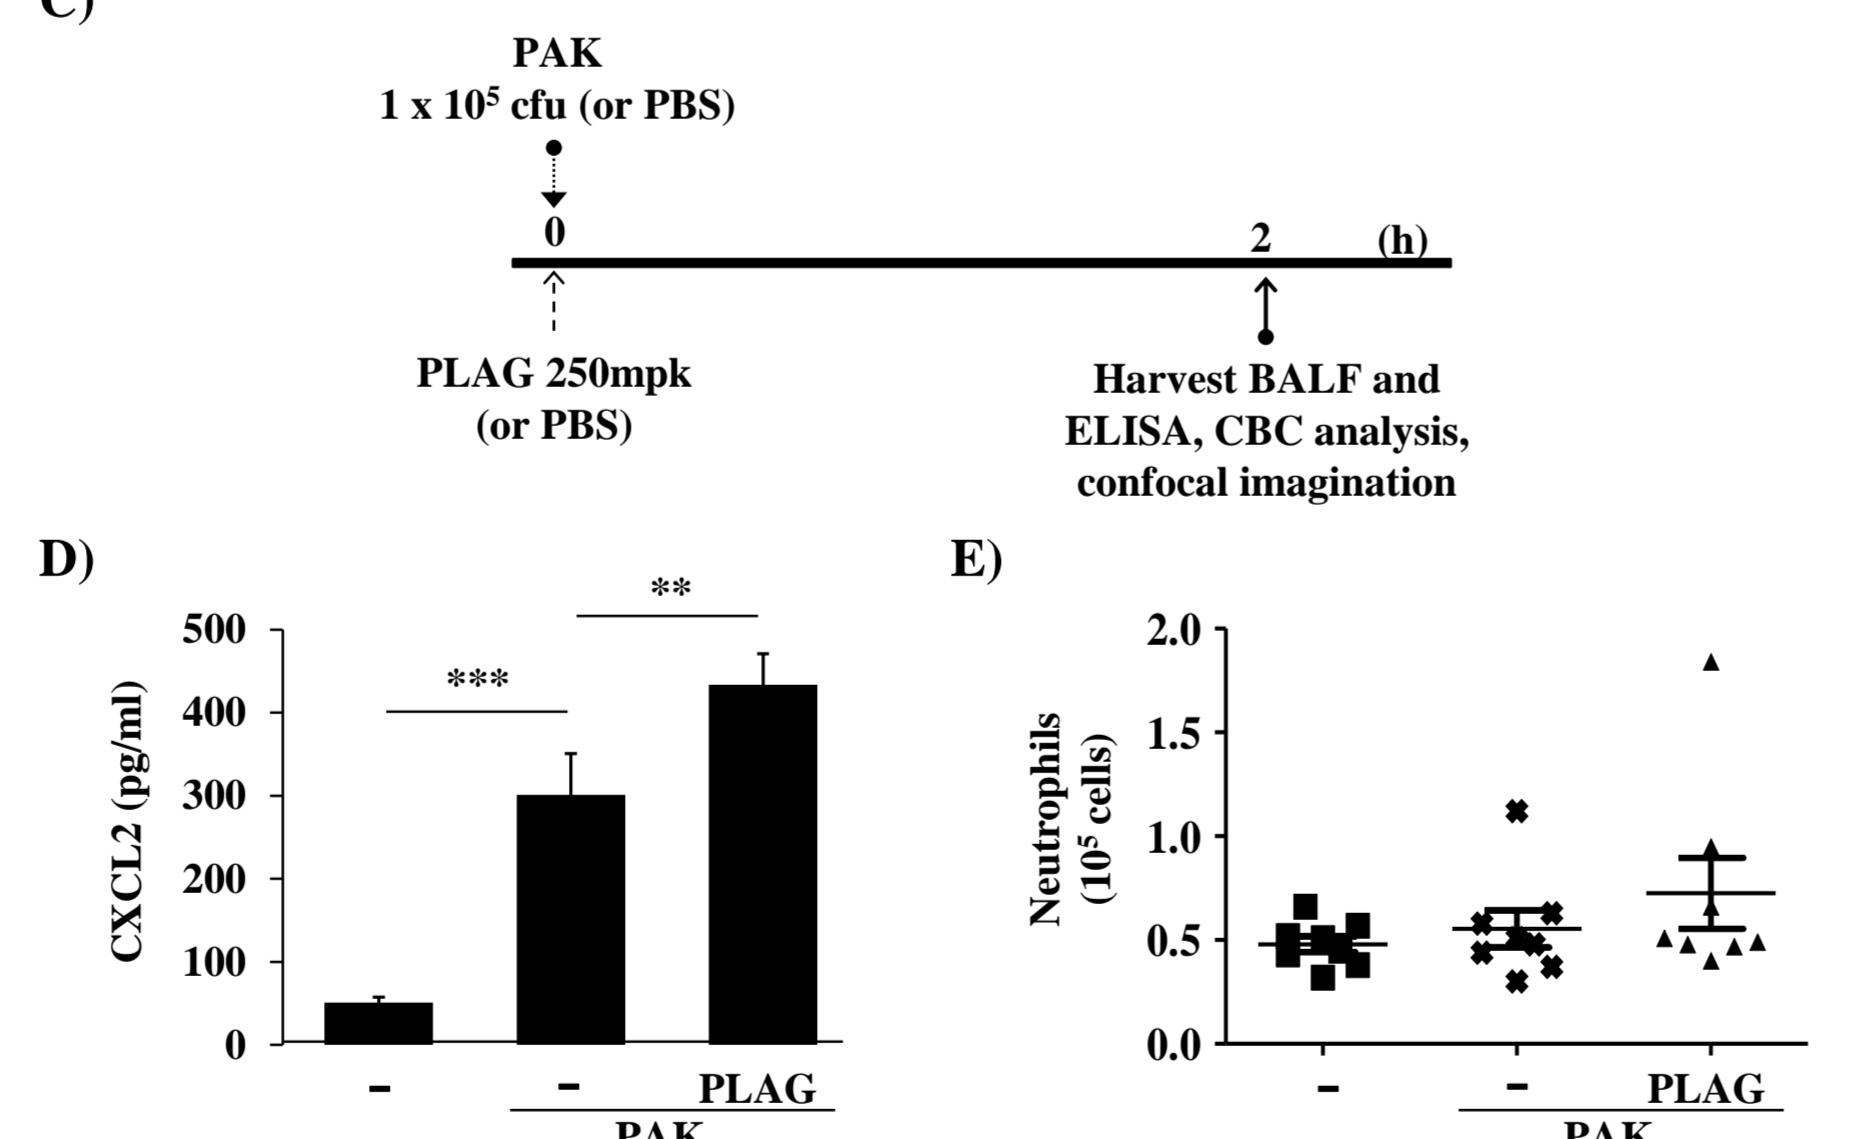 C)
PAK
1 x 10⁵ cfu (or PBS)
0
2
(h)
PLAG 250mpk
(or PBS)
Harvest BALF and
ELISA, CBC analysis,
confocal imagination
D)
**
***
500
400
300
200
100
0
CXCL2 (pg/ml)
-
-
PLAG
PAK
E)
2.0
1.5
1.0
0.5
0.0
Neutrophils
(10⁵ cells)
-
-
PLAG
PAK